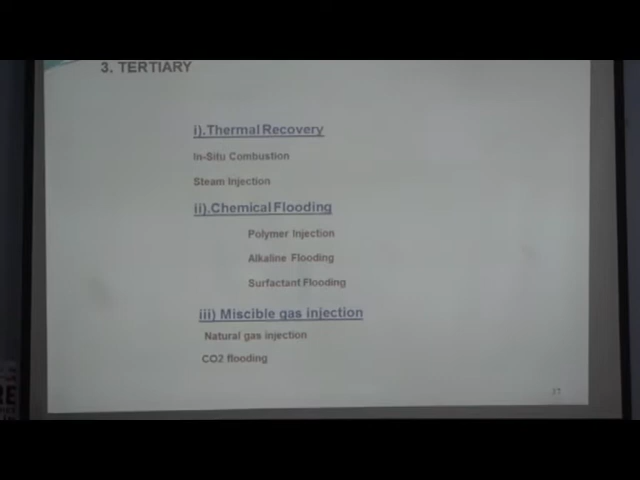 3. TERTIARY
i).Thermal Recovery
In-Situ Combustion
Steam Injection
ii).Chemical Flooding
Polymer Injection
Alkaline Flooding
Surfactant Flooding
iii) Miscible gas injection
Natural gas injection
CO2 flooding
17